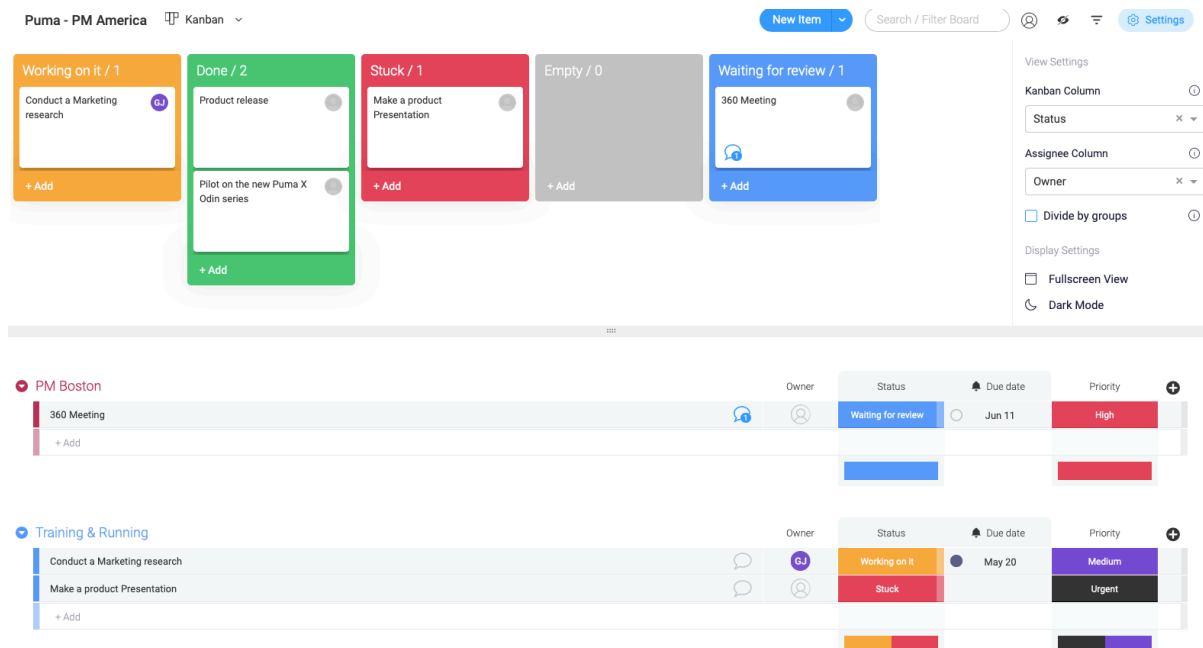 Puma - PM America Kanban
New Item
Search / Filter Board
Settings
Working on it / 1
Conduct a Marketing
research
GJ
+ Add
Done / 2
Product release
Pilot on the new Puma X
Odin series
+ Add
Stuck / 1
Make a product
Presentation
+ Add
Empty / 0
+ Add
Waiting for review / 1
360 Meeting
1
+ Add
View Settings
Kanban Column
Status
Assignee Column
Owner
Divide by groups
Display Settings
Fullscreen View
Dark Mode
PM Boston Owner Status Due date Priority
360 Meeting 1 Waiting for review Jun 11 High
+ Add
Training & Running Owner Status Due date Priority
Conduct a Marketing research GJ Working on it May 20 Medium
Make a product Presentation Stuck Urgent
+ Add